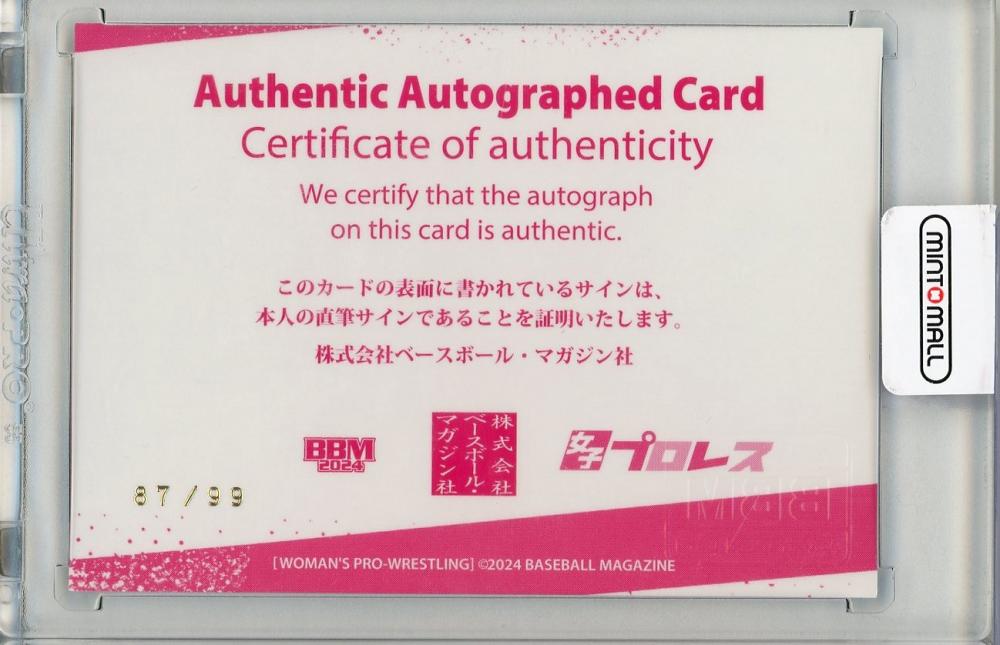 Authentic Autographed Card
Certificate of authenticity
We certify that the autograph
on this card is authentic.
このカードの表面に書かれているサインは、
本人の直筆サインであることを証明いたします。
株式会社ベースボール・マガジン社
BBM
2024
株式会社
ベースボール・
マガジン社
女子プロレス
87/99
[WOMAN'S PRO-WRESTLING] ©2024 BASEBALL MAGAZINE
MINTMALL